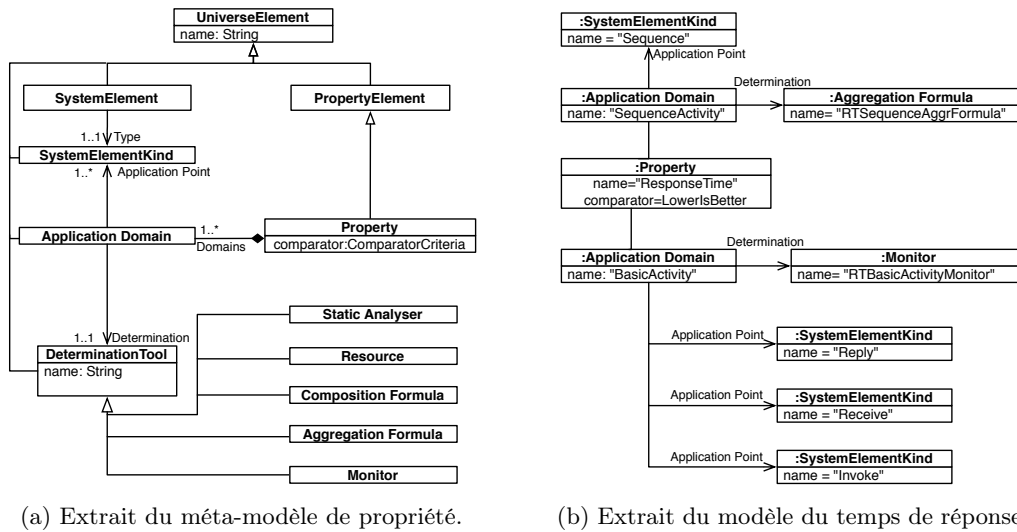 UniverseElement
name: String
SystemElement
PropertyElement
1..1
Type
SystemElementKind
1..*
Application Point
Application Domain
1..*
Domains
Property
comparator:ComparatorCriteria
1..1
Determination
DeterminationTool
name: String
Static Analyser
Resource
Composition Formula
Aggregation Formula
Monitor
(a) Extrait du méta-modèle de propriété.
:SystemElementKind
name = "Sequence"
Application Point
Determination
:Application Domain
name: "SequenceActivity"
:Aggregation Formula
name= "RTSequenceAggrFormula"
:Property
name="ResponseTime"
comparator=LowerIsBetter
Determination
:Application Domain
name: "BasicActivity"
:Monitor
name= "RTBasicActivityMonitor"
Application Point
:SystemElementKind
name = "Reply"
Application Point
:SystemElementKind
name = "Receive"
Application Point
:SystemElementKind
name = "Invoke"
(b) Extrait du modèle du temps de réponse